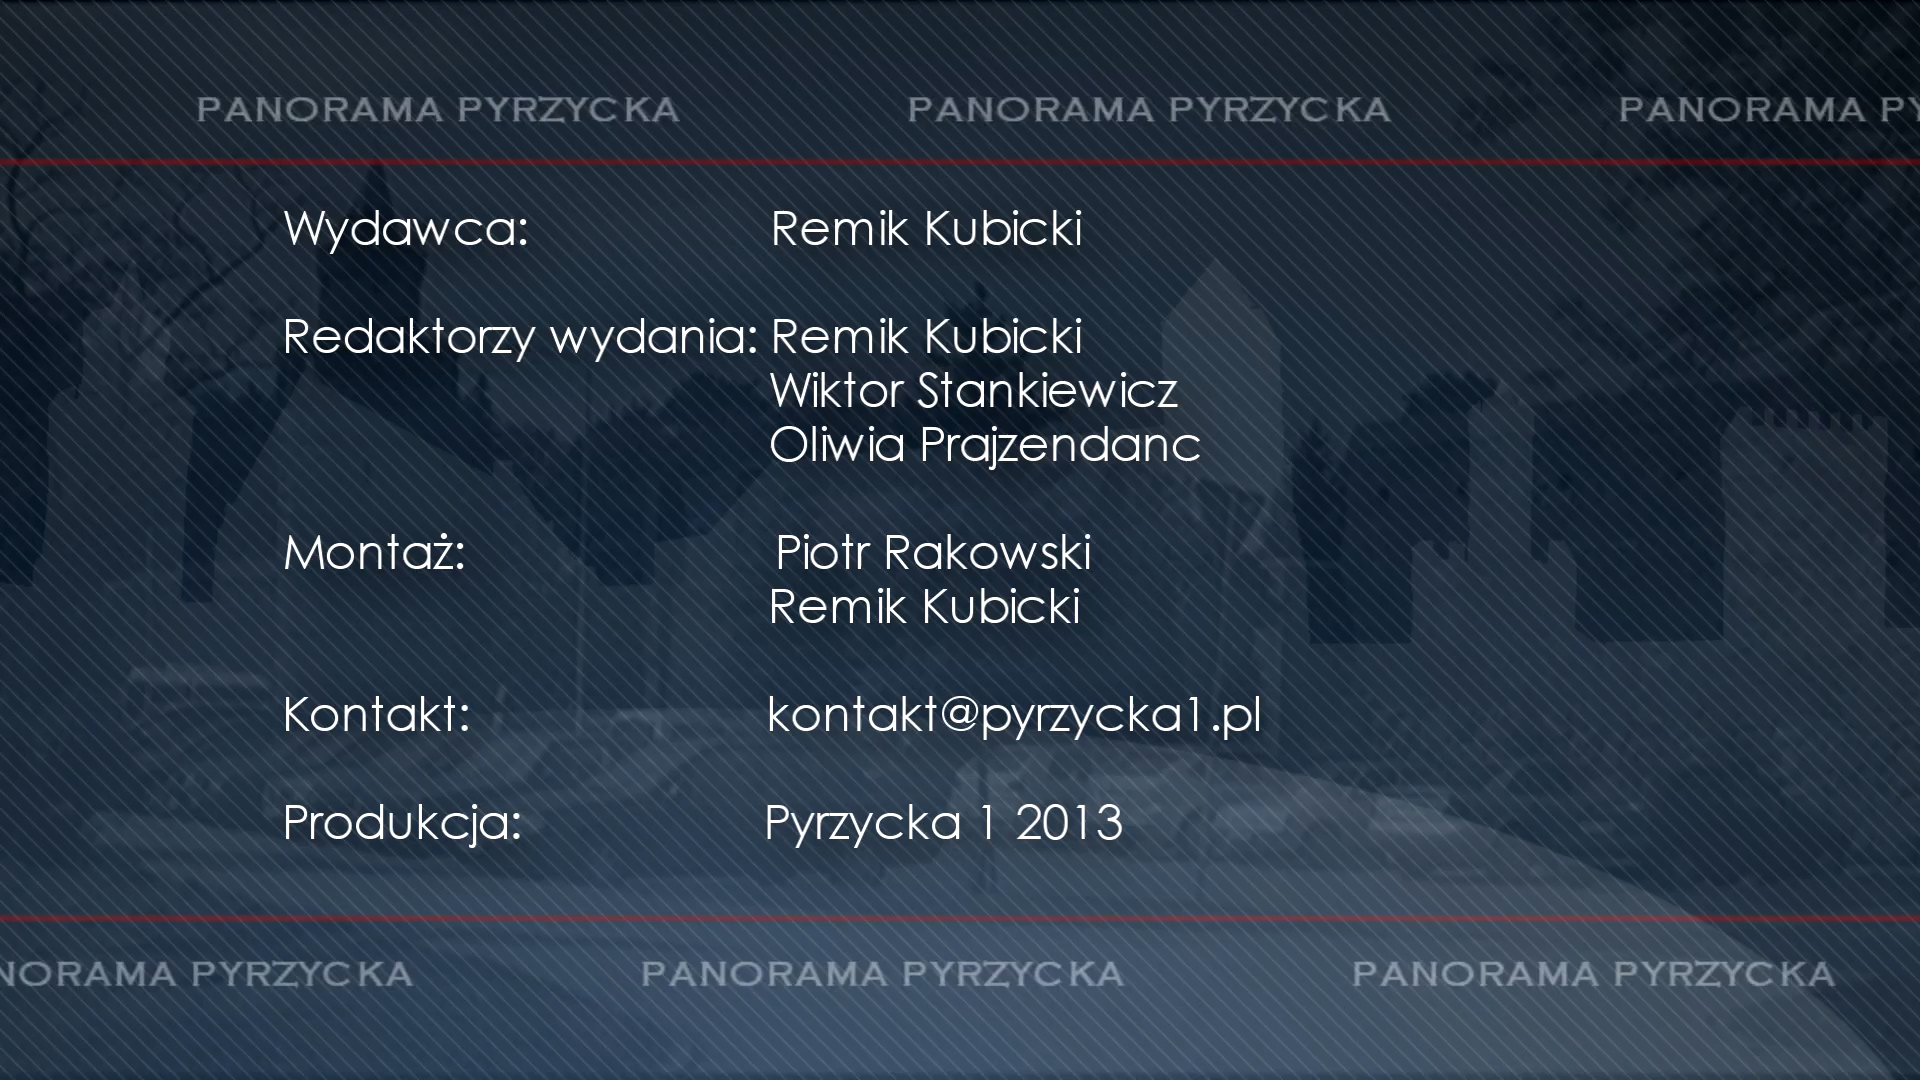 PANORAMA PYRZYCKA PANORAMA PYRZYCKA PANORAMA PY
Wydawca: Remik Kubicki
Redaktorzy wydania: Remik Kubicki
Wiktor Stankiewicz
Oliwia Prajzendanc
Montaż: Piotr Rakowski
Remik Kubicki
Kontakt: kontakt@pyrzycka1.pl
Produkcja: Pyrzycka 1 2013
NORAMA PYRZYCKA PANORAMA PYRZYCKA PANORAMA PYRZYCKA